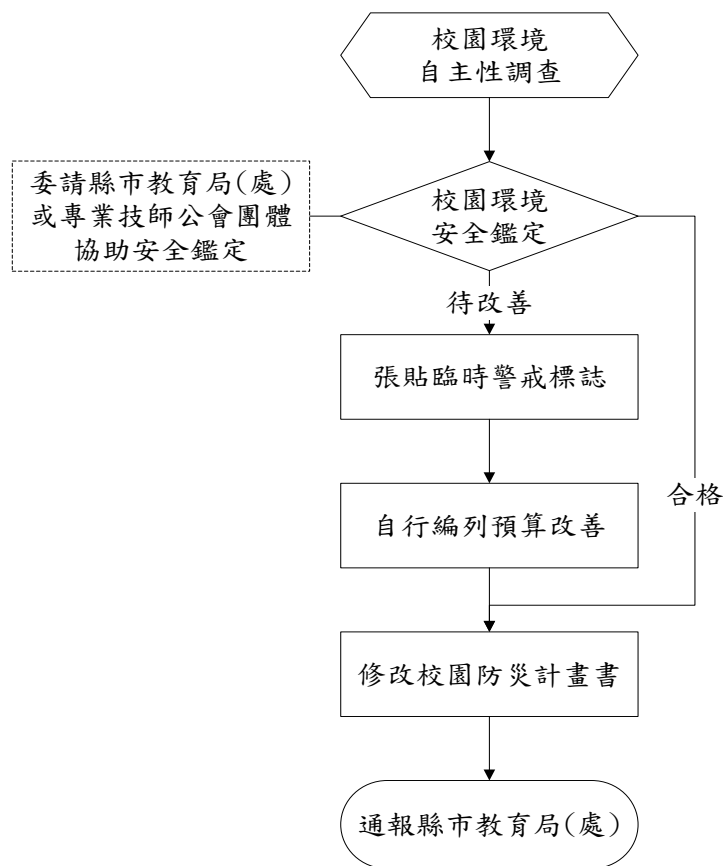 校園環境
自主性調查
委請縣市教育局(處)
或專業技師公會團體
協助安全鑑定
校園環境
安全鑑定
待改善
張貼臨時警戒標誌
自行編列預算改善
合格
修改校園防災計畫書
通報縣市教育局(處)